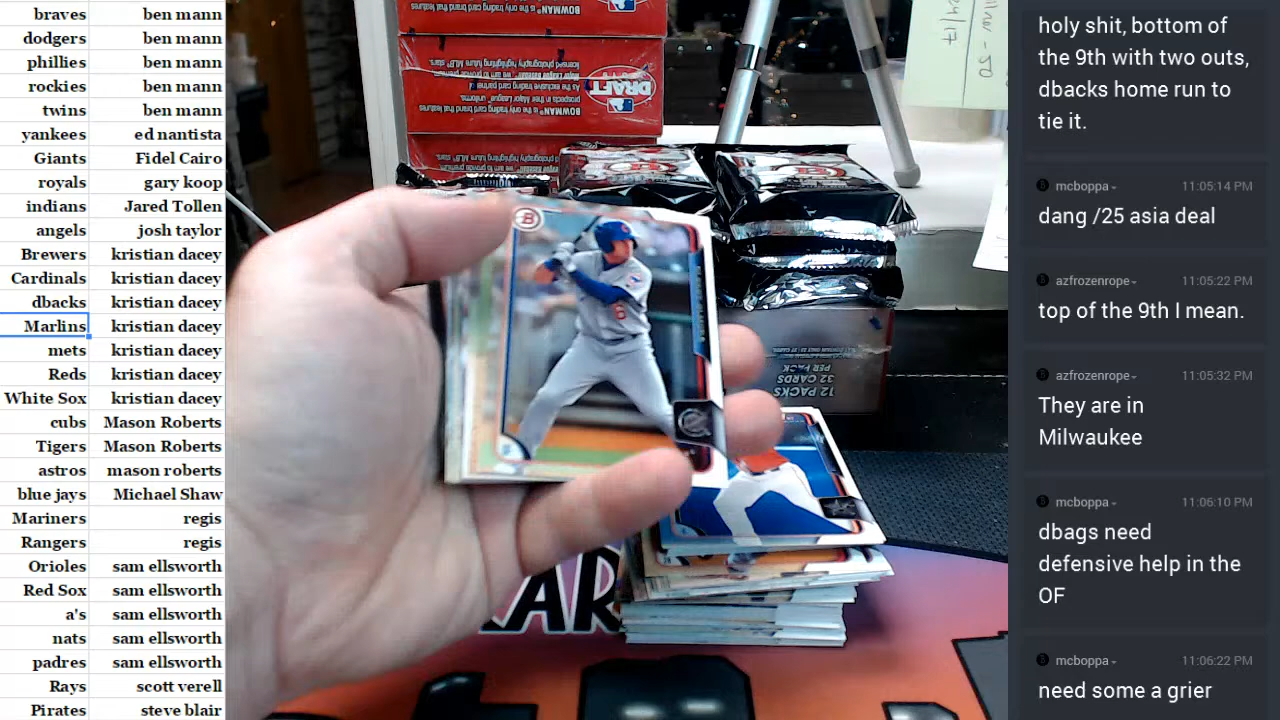 braves ben mann
dodgers ben mann
phillies ben mann
rockies ben mann
twins ben mann
yankees ed nantista
Giants Fidel Cairo
royals gary koop
indians Jared Tollen
angels josh taylor
Brewers kristian dacey
Cardinals kristian dacey
dbacks kristian dacey
Marlins kristian dacey
mets kristian dacey
Reds kristian dacey
White Sox kristian dacey
cubs Mason Roberts
Tigers Mason Roberts
astros mason roberts
blue jays Michael Shaw
Mariners regis
Rangers regis
Orioles sam ellsworth
Red Sox sam ellsworth
a's sam ellsworth
nats sam ellsworth
padres sam ellsworth
Rays scott verell
Pirates steve blair
DRAFT
12 PACKS
32 CARDS
PER PACK
B
6
AR
holy shit, bottom of
the 9th with two outs,
dbacks home run to
tie it.
mcboppa 11:05:14 PM
dang /25 asia deal
azfrozenrope 11:05:22 PM
top of the 9th I mean.
azfrozenrope 11:05:32 PM
They are in
Milwaukee
mcboppa 11:06:10 PM
dbags need
defensive help in the
OF
mcboppa 11:06:22 PM
need some a grier